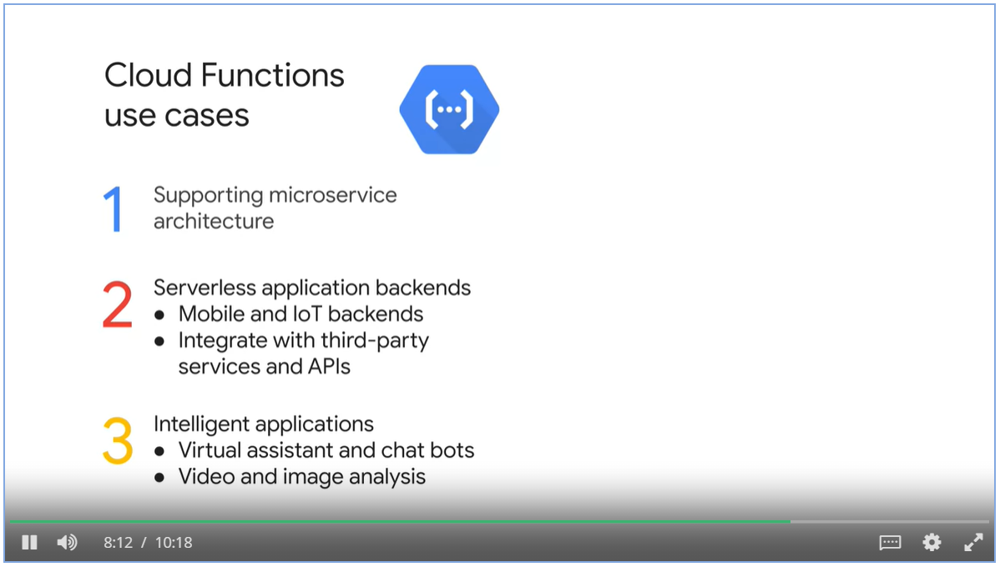 Cloud Functions
use cases
1
Supporting microservice
architecture
2
Serverless application backends
● Mobile and IoT backends
● Integrate with third-party
services and APIs
3
Intelligent applications
● Virtual assistant and chat bots
● Video and image analysis
8:12 / 10:18